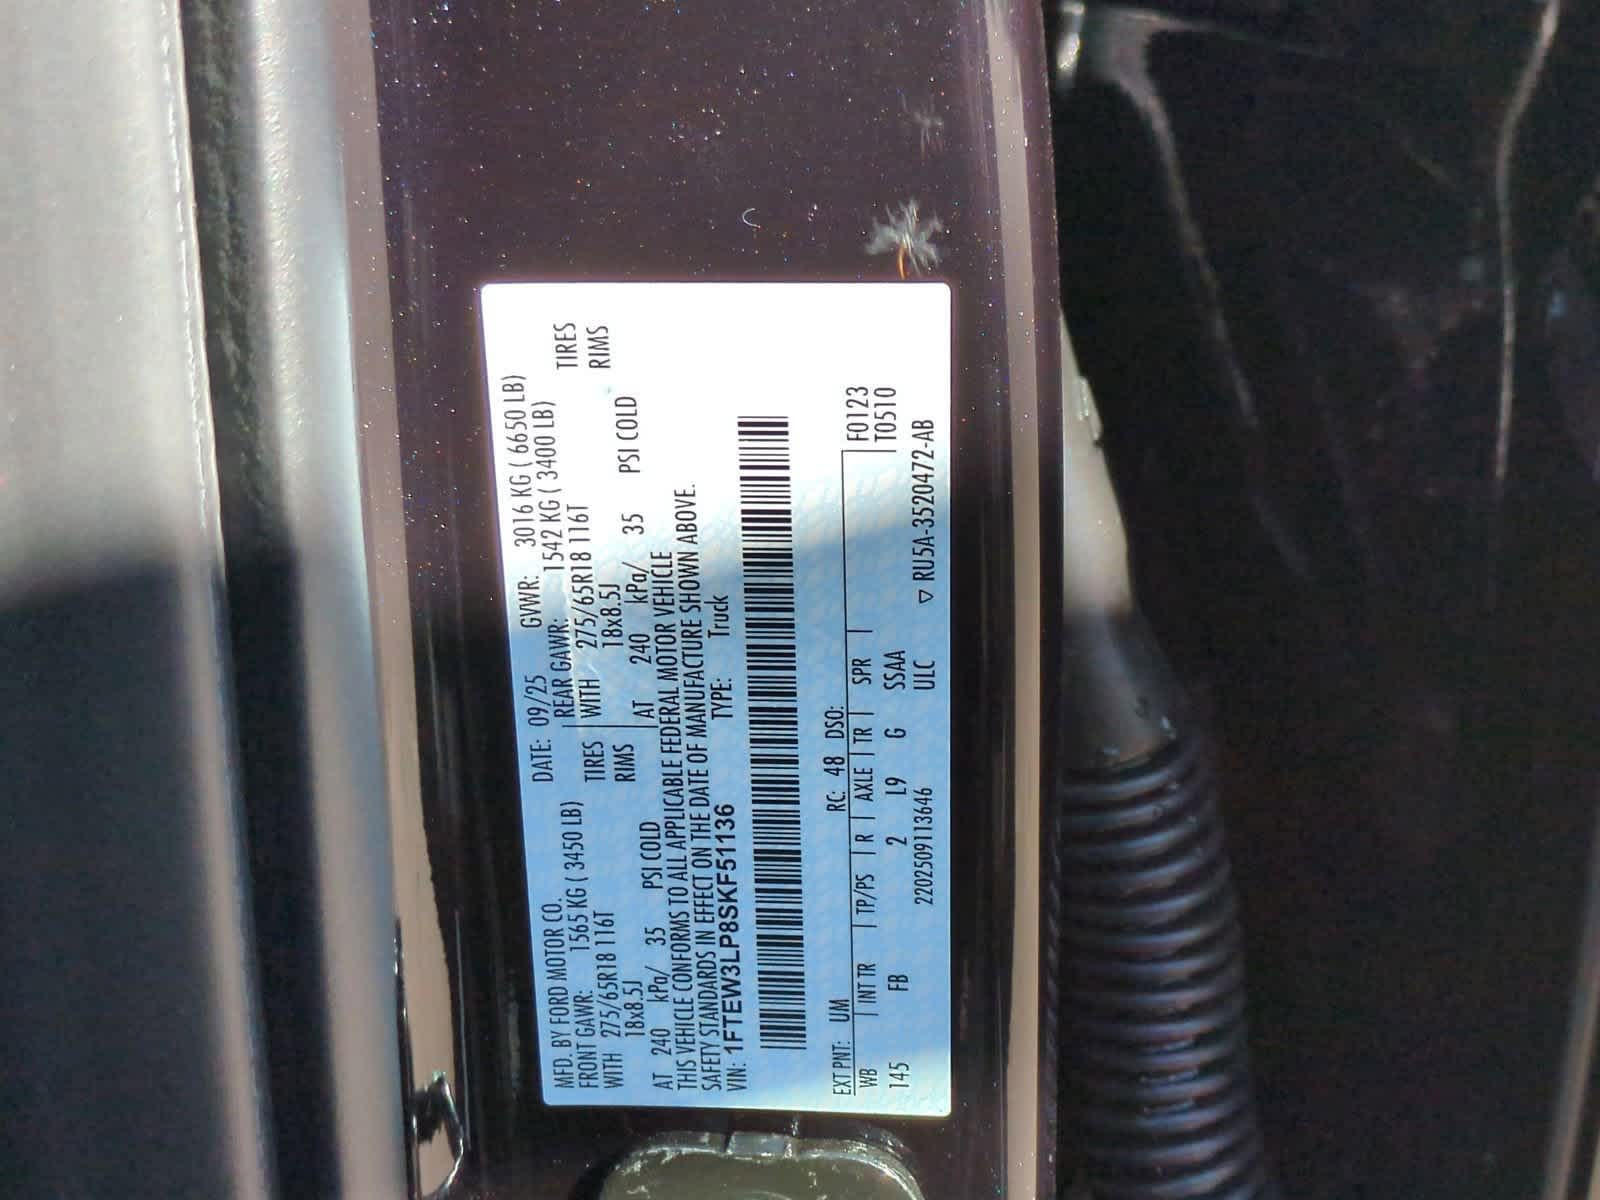 MFD. BY FORD MOTOR CO. DATE: 09/25 GVWR: 3016 KG ( 6650 LB)
FRONT GAWR: 1565 KG ( 3450 LB) REAR GAWR: 1542 KG ( 3400 LB)
WITH 275/65R18 116T TIRES WITH 275/65R18 116T TIRES
18x8.5J RIMS 18x8.5J RIMS
AT 240 kPa/ 35 PSI COLD AT 240 kPa/ 35 PSI COLD
THIS VEHICLE CONFORMS TO ALL APPLICABLE FEDERAL MOTOR VEHICLE
SAFETY STANDARDS IN EFFECT ON THE DATE OF MANUFACTURE SHOWN ABOVE.
VIN: 1FTEW3LP8SKF51136 TYPE: Truck
EXT PNT: UM RC: 48 DSO: F0123
WB | INT TR | TP/PS | R | AXLE | TR | SPR | T0510
145 FB 2 L9 G SSAA
2202509113646 ULC ▽ RU5A-3520472-AB